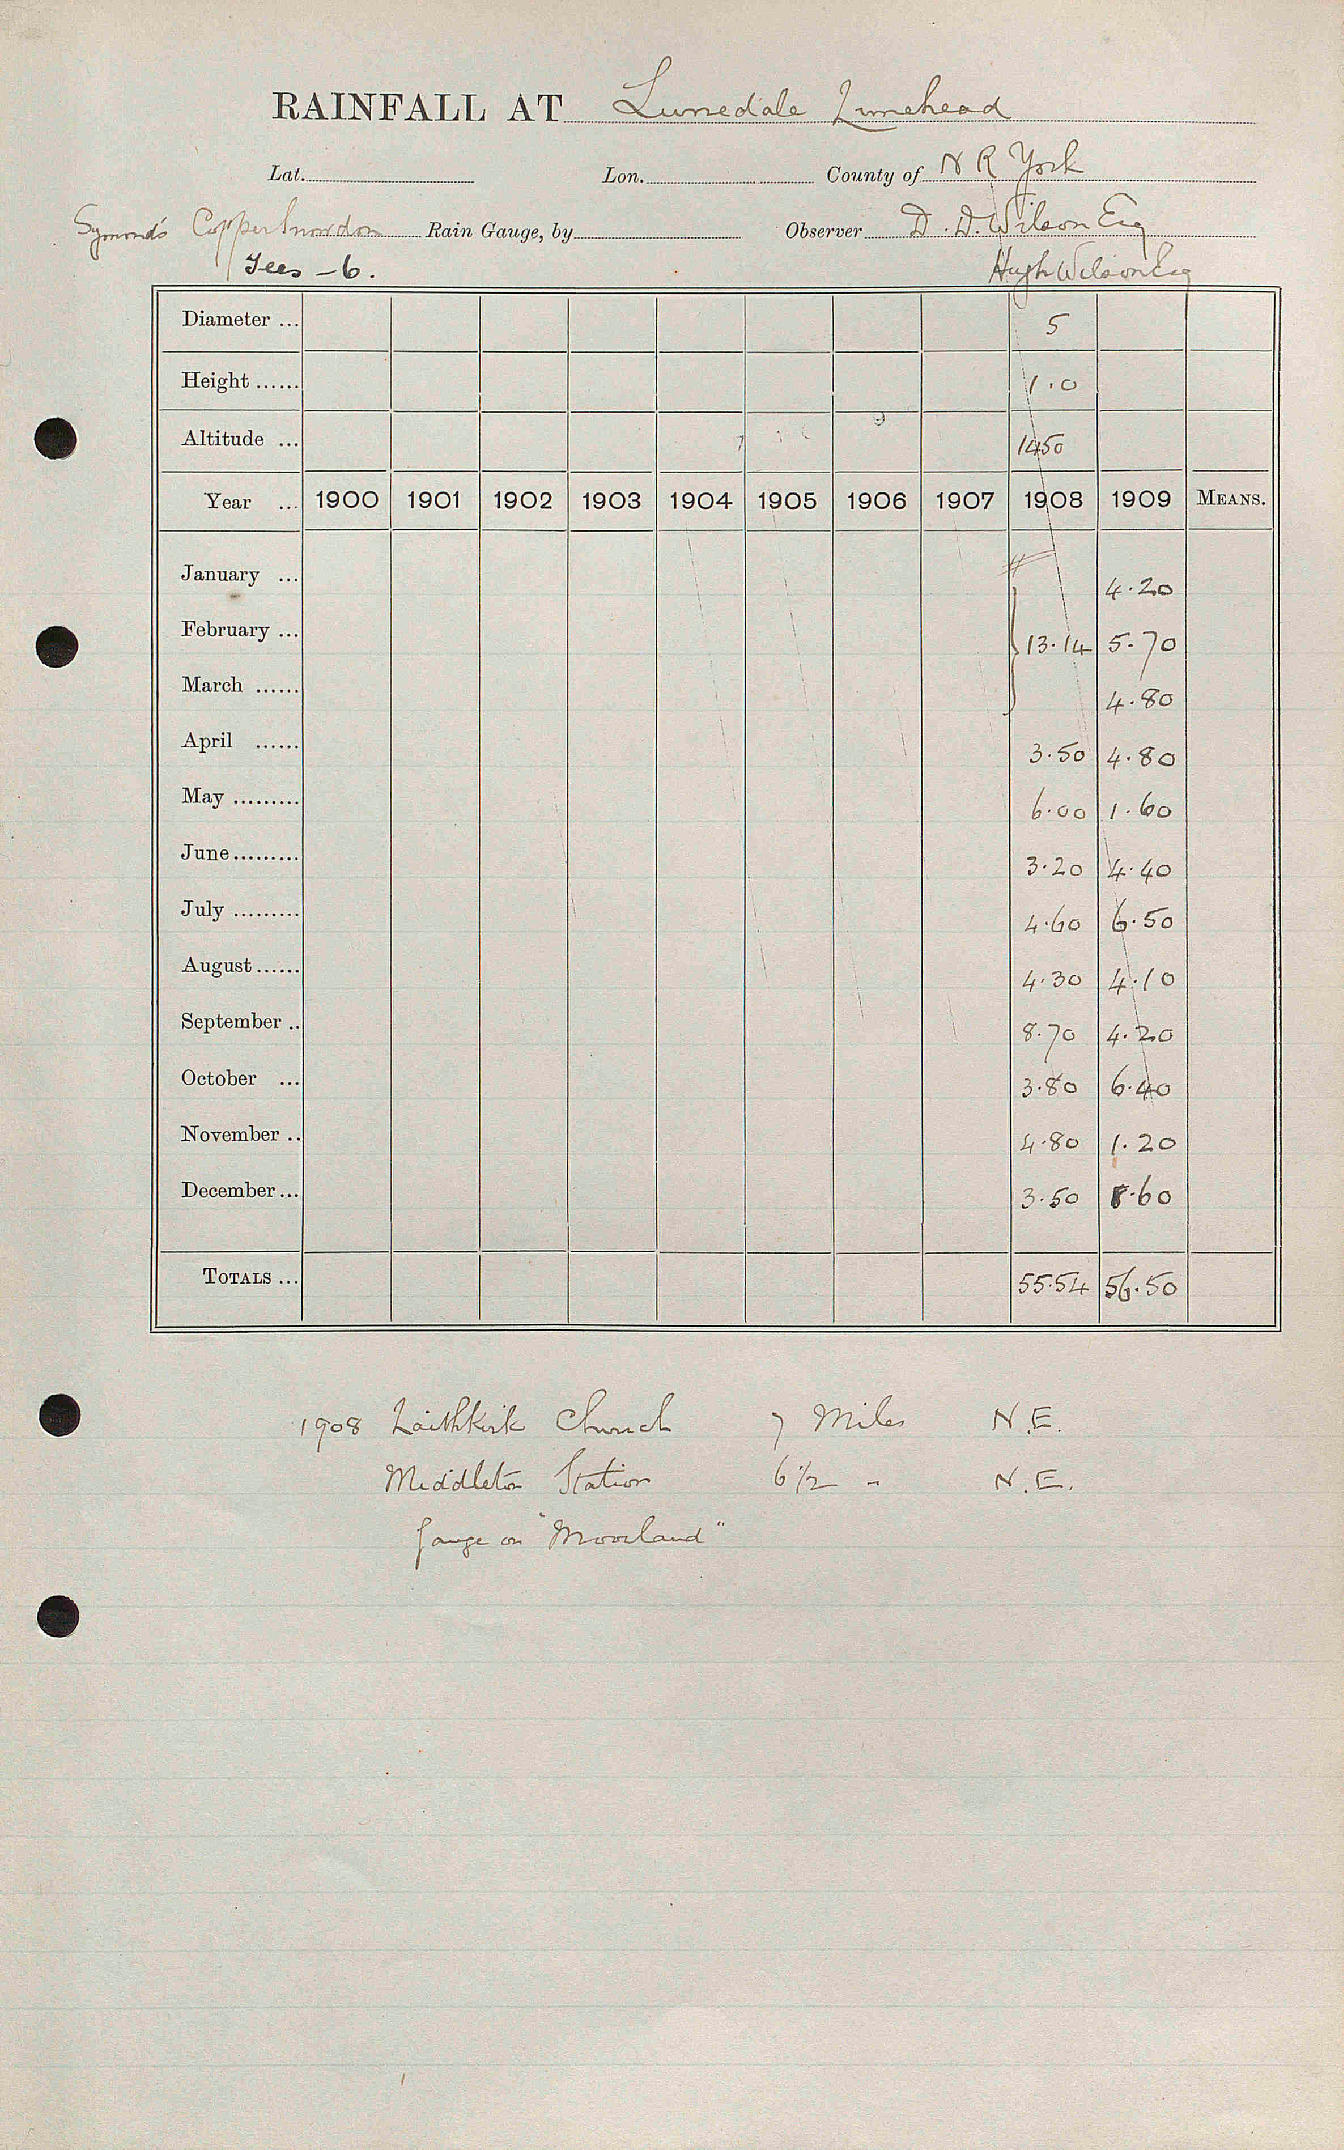 RAINFALL AT Lunedale Lunehead
Lat. Lon. County of N R York
Symond's Copper Snowdon Rain Gauge, by Observer D. D. Wilson Esq
Tees - 6. Hugh Wilson Esq
Diameter ... 5
Height ...... 1.0
Altitude ... 1450
Year ... 1900 1901 1902 1903 1904 1905 1906 1907 1908 1909 MEANS.
January ... 4.20
February ... } 13.14 5.70
March ...... 4.80
April ...... 3.50 4.80
May ......... 6.00 1.60
June ......... 3.20 4.40
July ......... 4.60 6.50
August ...... 4.30 4.10
September .. 8.70 4.20
October ... 3.80 6.40
November .. 4.80 1.20
December ... 3.50 8.60
TOTALS ... 55.54 56.50
1908 Laithkirk Church 7 Miles N.E.
Middleton Station 6 1/2 " N.E.
Gauge on "Moorland"